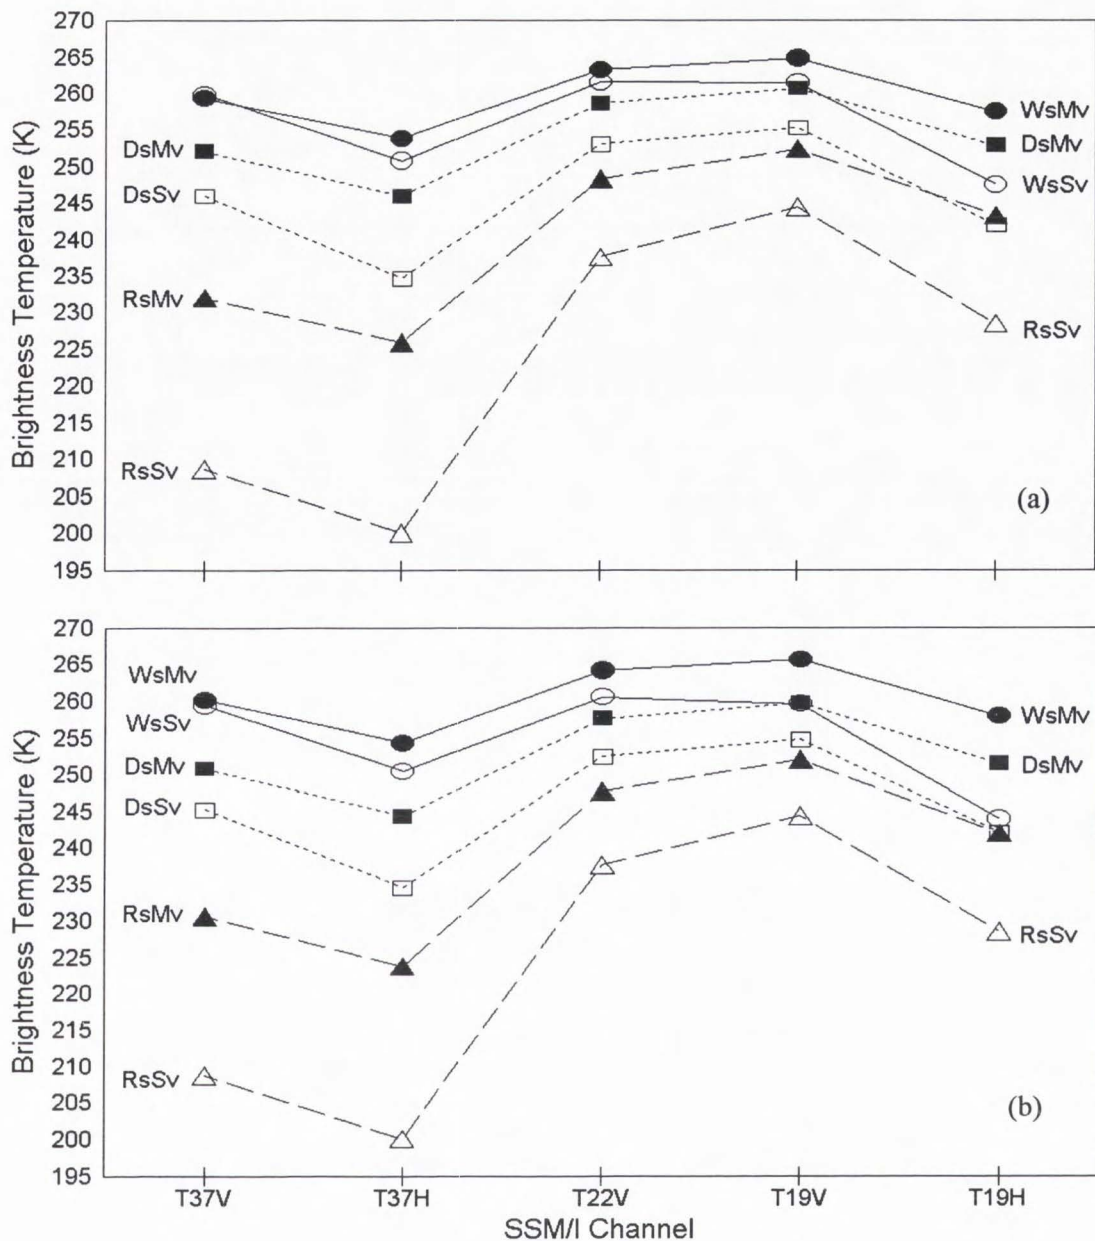 270
265
260
255
250
245
240
235
230
225
220
215
210
205
200
195
Brightness Temperature (K)
DsMv
DsSv
RsMv
RsSv
WsMv
DsMv
WsSv
RsSv
(a)
270
265
260
255
250
245
240
235
230
225
220
215
210
205
200
195
Brightness Temperature (K)
WsMv
WsSv
DsMv
DsSv
RsMv
RsSv
WsMv
DsMv
RsSv
(b)
T37V T37H T22V T19V T19H
SSM/I Channel